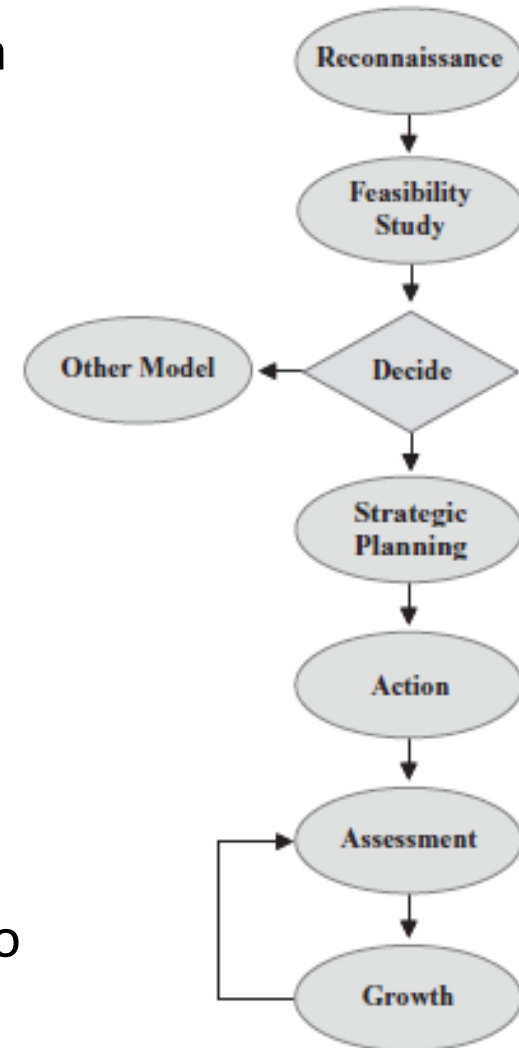 n
Reconnaissance
Feasibility
Study
Other Model
Decide
Strategic
Planning
Action
Assessment
o
Growth